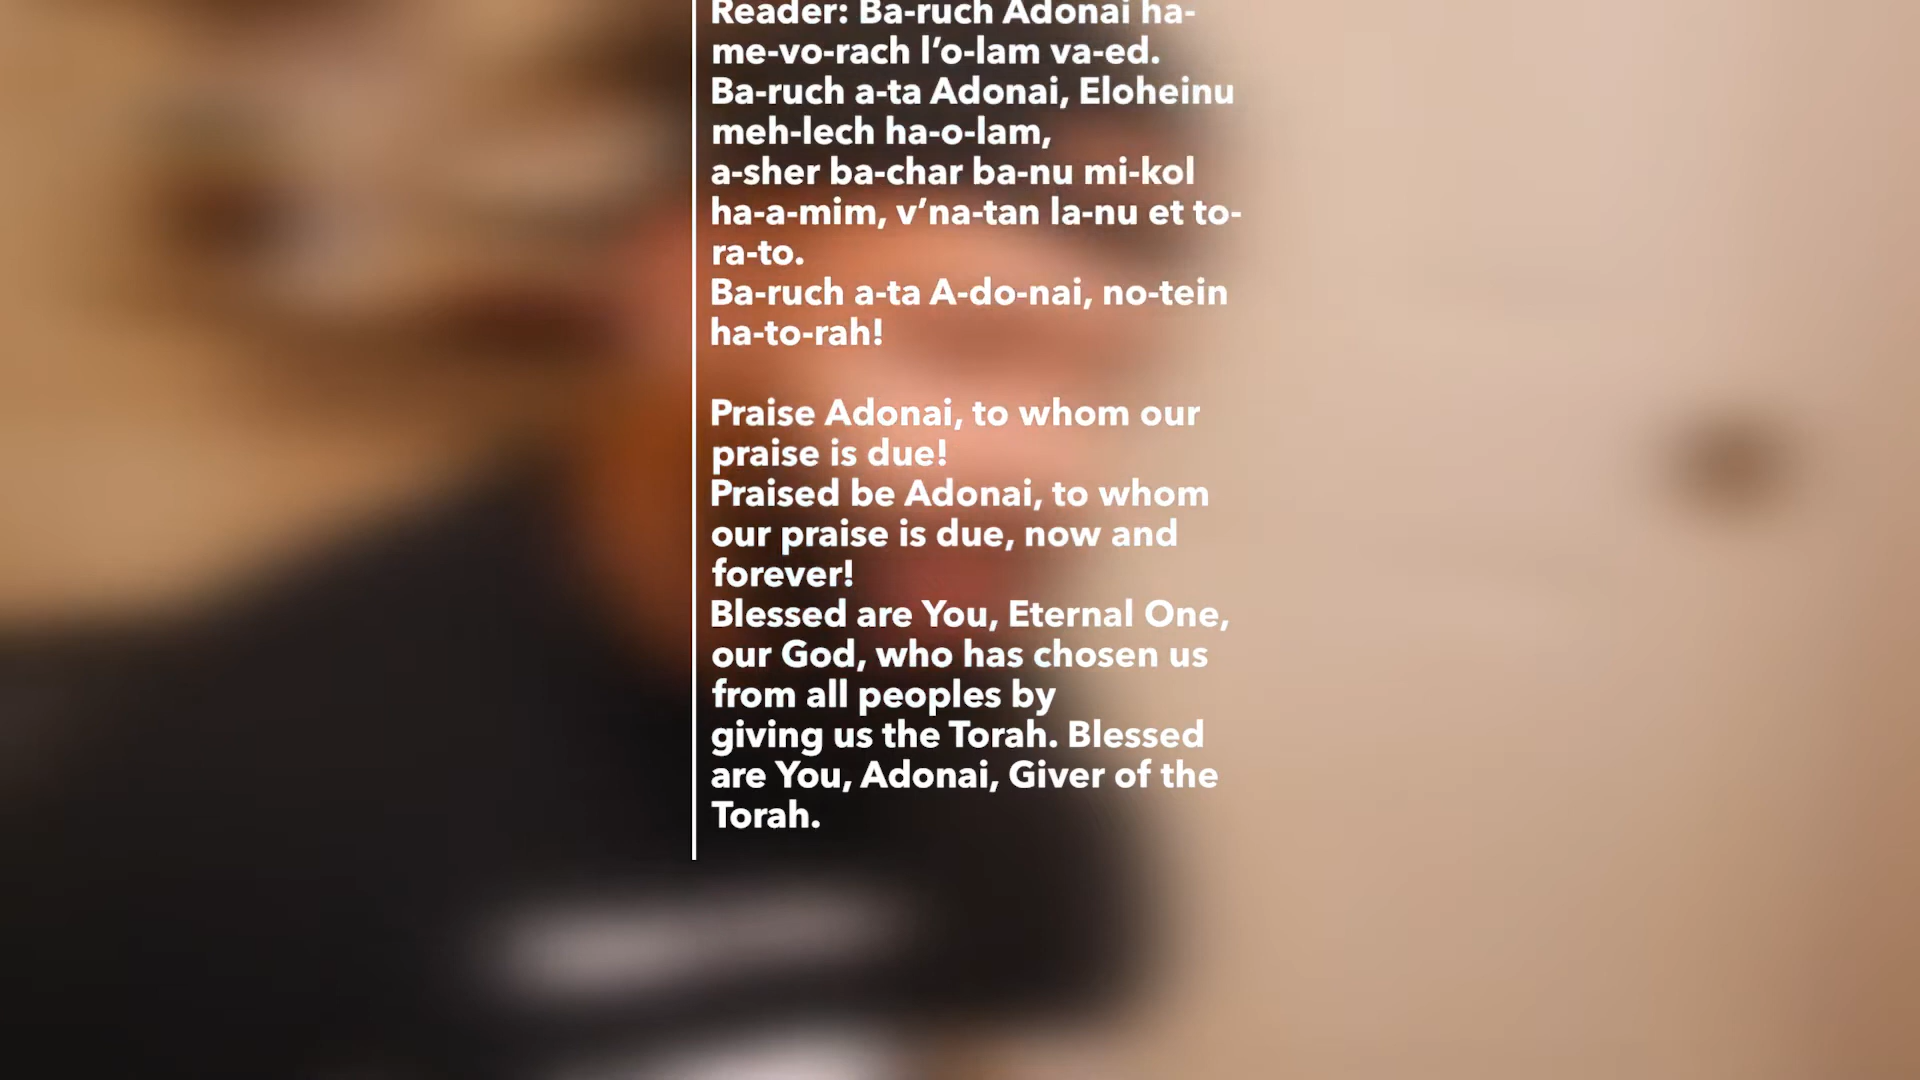 Reader: Ba-ruch Adonai ha-
me-vo-rach l’o-lam va-ed.
Ba-ruch a-ta Adonai, Eloheinu
meh-lech ha-o-lam,
a-sher ba-char ba-nu mi-kol
ha-a-mim, v’na-tan la-nu et to-
ra-to.
Ba-ruch a-ta A-do-nai, no-tein
ha-to-rah!
Praise Adonai, to whom our
praise is due!
Praised be Adonai, to whom
our praise is due, now and
forever!
Blessed are You, Eternal One,
our God, who has chosen us
from all peoples by
giving us the Torah. Blessed
are You, Adonai, Giver of the
Torah.